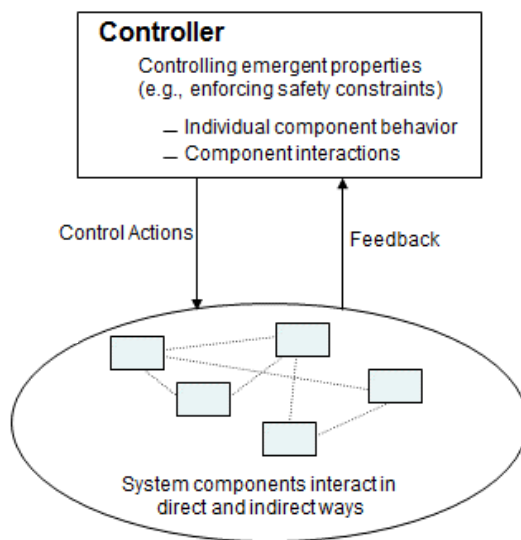 Controller
Controlling emergent properties
(e.g., enforcing safety constraints)
— Individual component behavior
— Component interactions
Control Actions
Feedback
System components interact in
direct and indirect ways